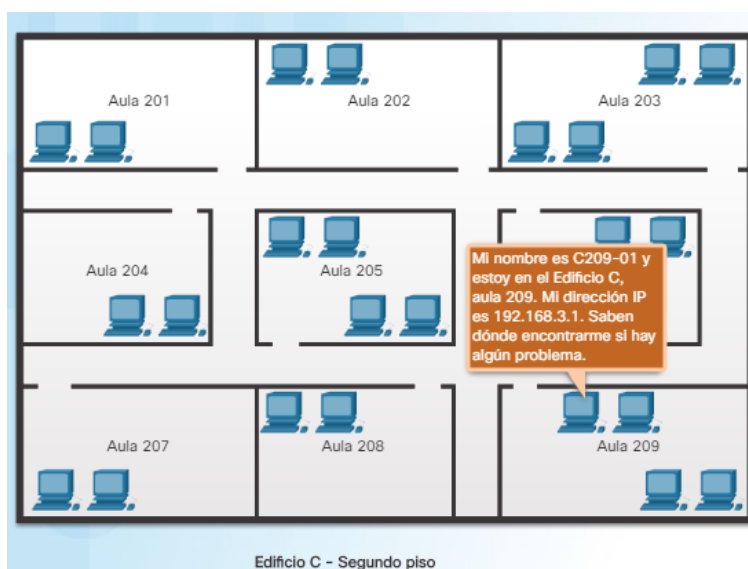 Aula 201
Aula 202
Aula 203
Aula 204
Aula 205
Mi nombre es C209-01 y
estoy en el Edificio C,
aula 209. Mi dirección IP
es 192.168.3.1. Saben
dónde encontrarme si hay
algún problema.
Aula 207
Aula 208
Aula 209
Edificio C - Segundo piso